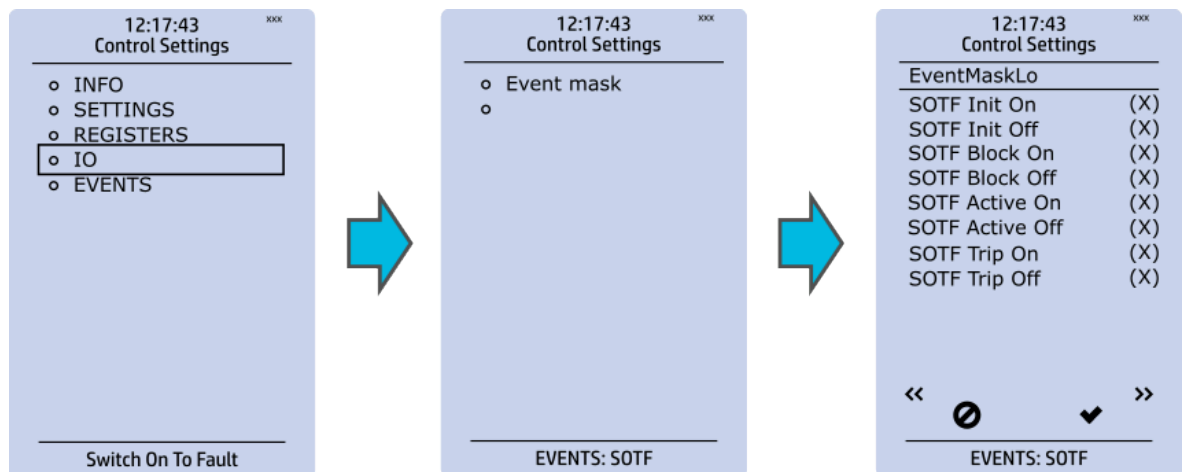 12:17:43 xxx
Control Settings
INFO
SETTINGS
REGISTERS
IO
EVENTS
Switch On To Fault
12:17:43 xxx
Control Settings
Event mask
EVENTS: SOTF
12:17:43 xxx
Control Settings
EventMaskLo
SOTF Init On (X)
SOTF Init Off (X)
SOTF Block On (X)
SOTF Block Off (X)
SOTF Active On (X)
SOTF Active Off (X)
SOTF Trip On (X)
SOTF Trip Off (X)
<< >>
EVENTS: SOTF